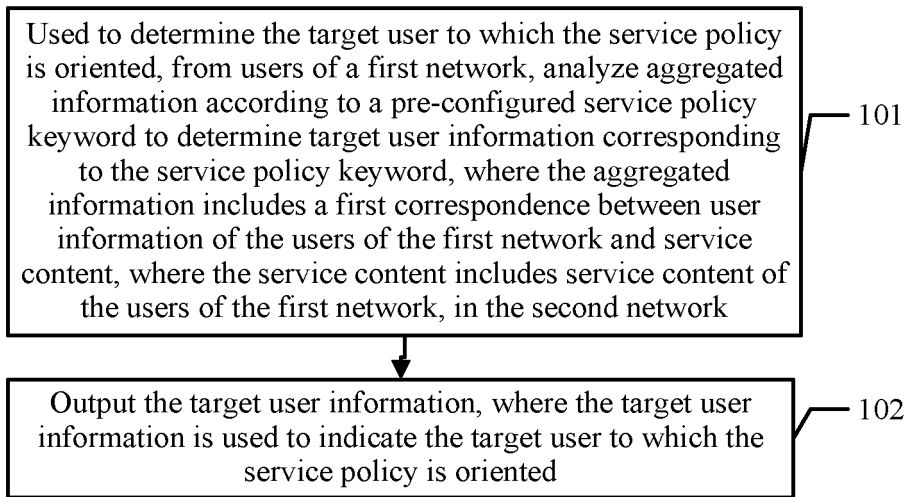 Used to determine the target user to which the service policy
is oriented, from users of a first network, analyze aggregated
information according to a pre-configured service policy
keyword to determine target user information corresponding
to the service policy keyword, where the aggregated
information includes a first correspondence between user
information of the users of the first network and service
content, where the service content includes service content of
the users of the first network, in the second network
101
Output the target user information, where the target user
information is used to indicate the target user to which the
service policy is oriented
102